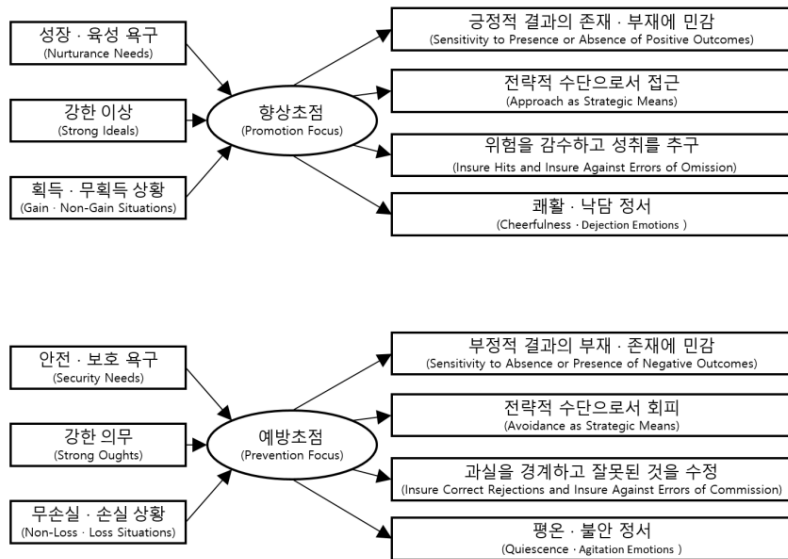 성장 · 육성 욕구
(Nurturance Needs)
강한 이상
(Strong Ideals)
획득 · 무획득 상황
(Gain · Non-Gain Situations)
향상초점
(Promotion Focus)
긍정적 결과의 존재 · 부재에 민감
(Sensitivity to Presence or Absence of Positive Outcomes)
전략적 수단으로서 접근
(Approach as Strategic Means)
위험을 감수하고 성취를 추구
(Insure Hits and Insure Against Errors of Omission)
쾌활 · 낙담 정서
(Cheerfulness · Dejection Emotions )
안전 · 보호 욕구
(Security Needs)
강한 의무
(Strong Oughts)
무손실 · 손실 상황
(Non-Loss · Loss Situations)
예방초점
(Prevention Focus)
부정적 결과의 부재 · 존재에 민감
(Sensitivity to Absence or Presence of Negative Outcomes)
전략적 수단으로서 회피
(Avoidance as Strategic Means)
과실을 경계하고 잘못된 것을 수정
(Insure Correct Rejections and Insure Against Errors of Commission)
평온 · 불안 정서
(Quiescence · Agitation Emotions )